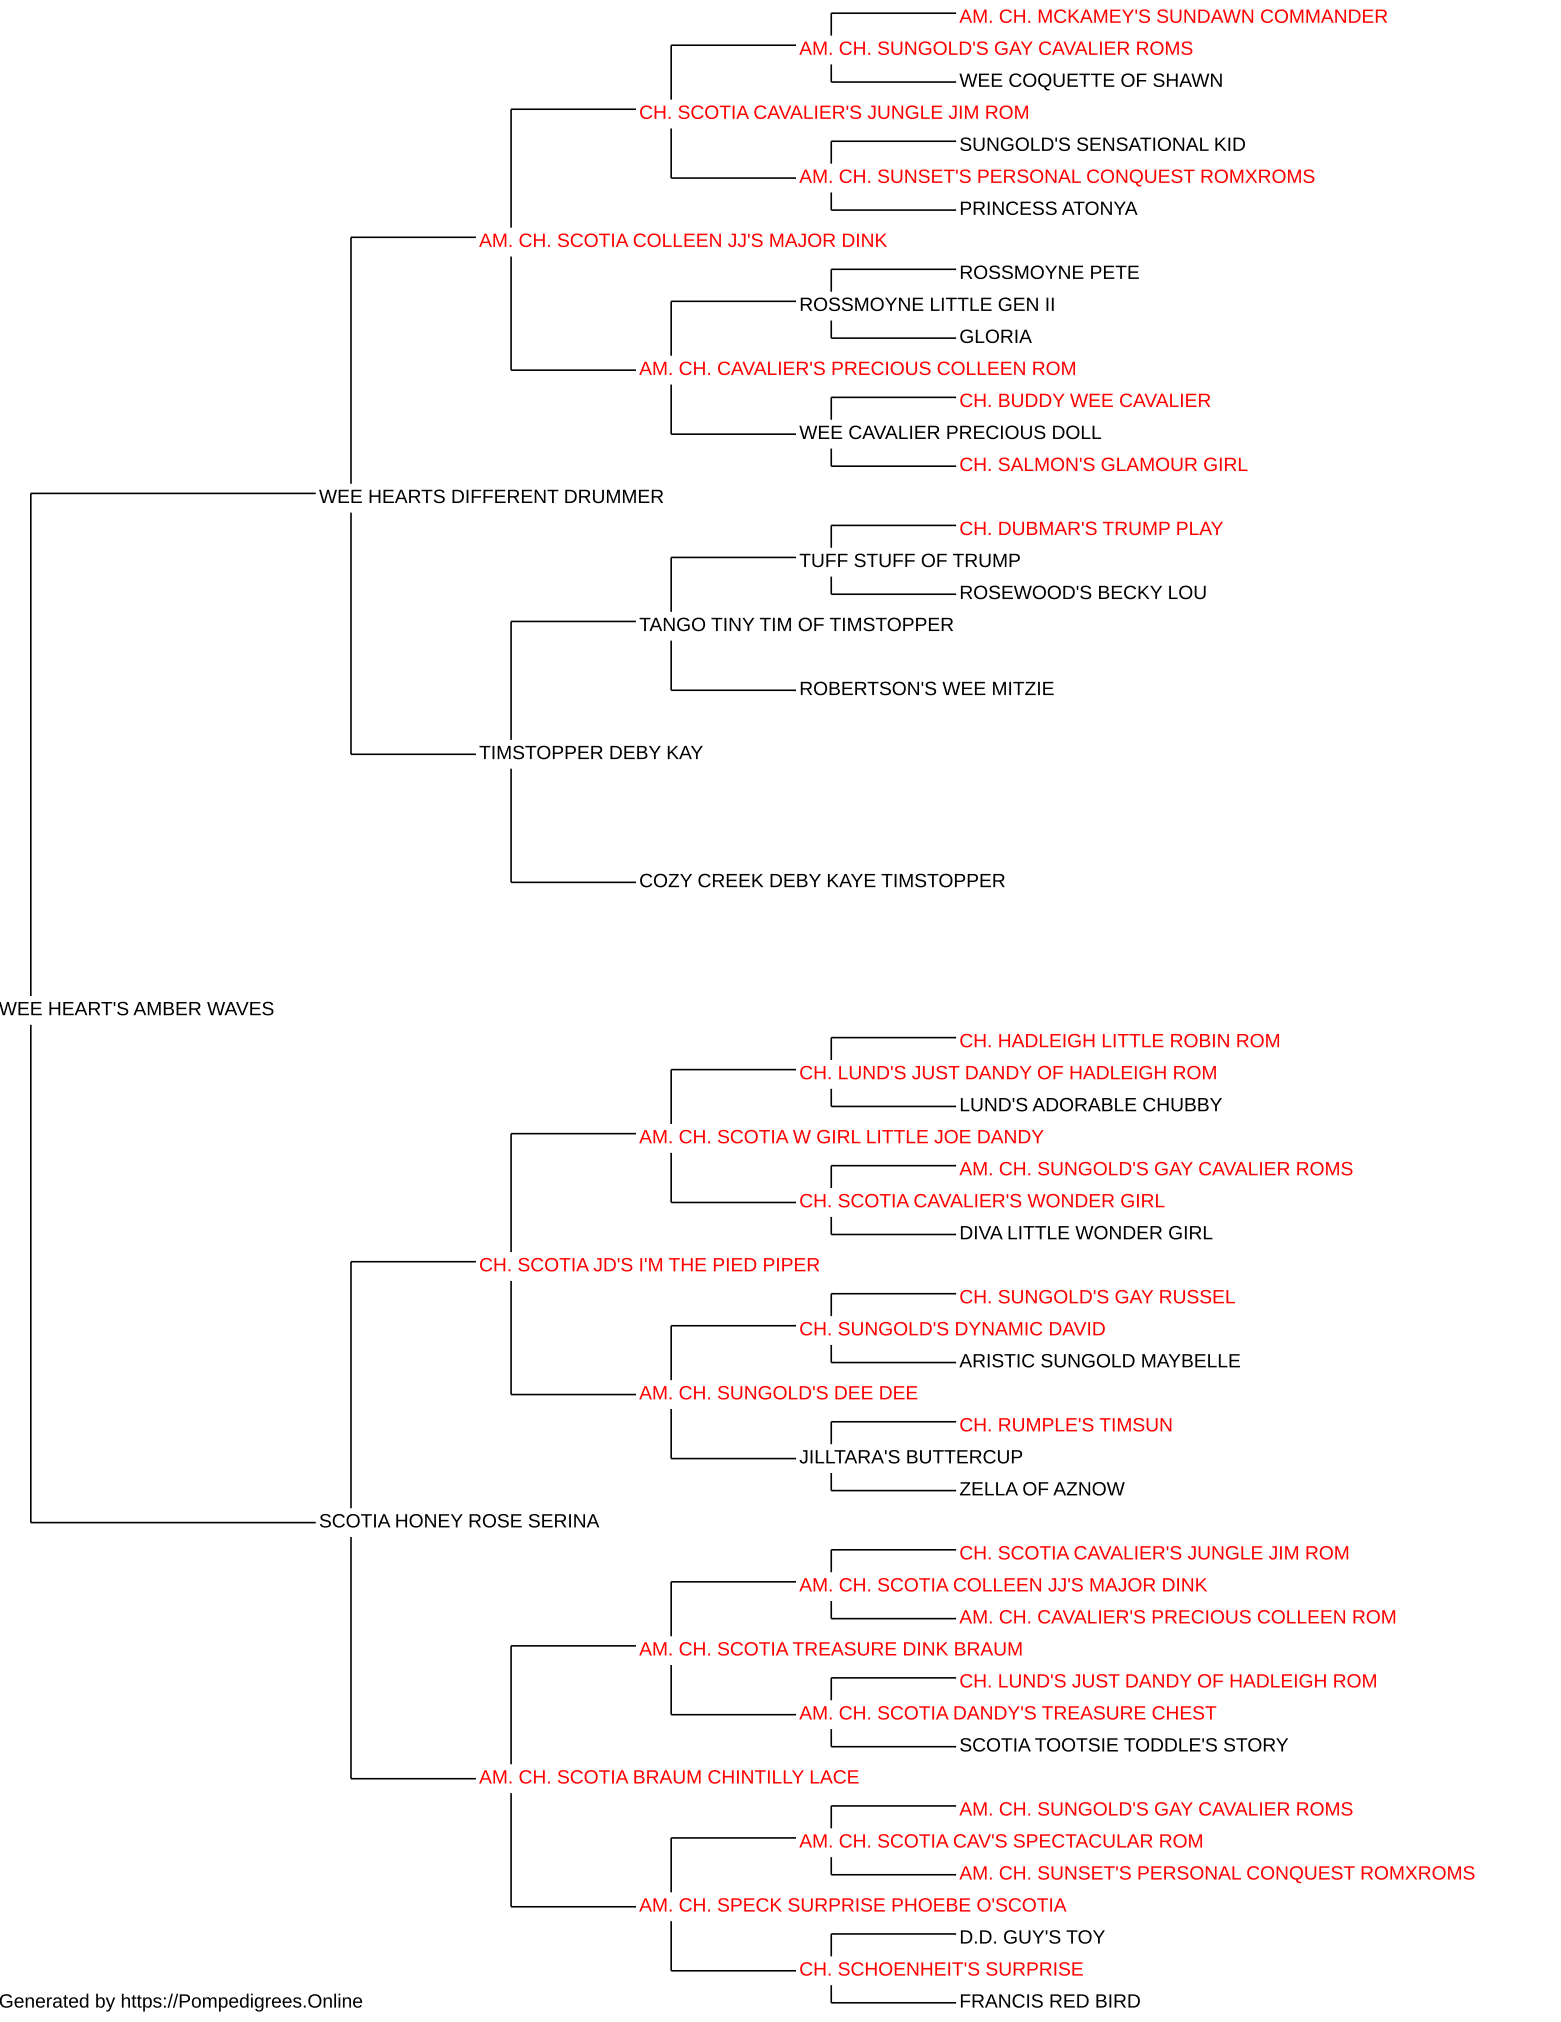 AM. CH. MCKAMEY'S SUNDAWN COMMANDER
AM. CH. SUNGOLD'S GAY CAVALIER ROMS
WEE COQUETTE OF SHAWN
CH. SCOTIA CAVALIER'S JUNGLE JIM ROM
SUNGOLD'S SENSATIONAL KID
AM. CH. SUNSET'S PERSONAL CONQUEST ROMXROMS
PRINCESS ATONYA
AM. CH. SCOTIA COLLEEN JJ'S MAJOR DINK
ROSSMOYNE PETE
ROSSMOYNE LITTLE GEN II
GLORIA
AM. CH. CAVALIER'S PRECIOUS COLLEEN ROM
CH. BUDDY WEE CAVALIER
WEE CAVALIER PRECIOUS DOLL
CH. SALMON'S GLAMOUR GIRL
WEE HEARTS DIFFERENT DRUMMER
CH. DUBMAR'S TRUMP PLAY
TUFF STUFF OF TRUMP
ROSEWOOD'S BECKY LOU
TANGO TINY TIM OF TIMSTOPPER
ROBERTSON'S WEE MITZIE
TIMSTOPPER DEBY KAY
COZY CREEK DEBY KAYE TIMSTOPPER
WEE HEART'S AMBER WAVES
CH. HADLEIGH LITTLE ROBIN ROM
CH. LUND'S JUST DANDY OF HADLEIGH ROM
LUND'S ADORABLE CHUBBY
AM. CH. SCOTIA W GIRL LITTLE JOE DANDY
AM. CH. SUNGOLD'S GAY CAVALIER ROMS
CH. SCOTIA CAVALIER'S WONDER GIRL
DIVA LITTLE WONDER GIRL
CH. SCOTIA JD'S I'M THE PIED PIPER
CH. SUNGOLD'S GAY RUSSEL
CH. SUNGOLD'S DYNAMIC DAVID
ARISTIC SUNGOLD MAYBELLE
AM. CH. SUNGOLD'S DEE DEE
CH. RUMPLE'S TIMSUN
JILLTARA'S BUTTERCUP
ZELLA OF AZNOW
SCOTIA HONEY ROSE SERINA
CH. SCOTIA CAVALIER'S JUNGLE JIM ROM
AM. CH. SCOTIA COLLEEN JJ'S MAJOR DINK
AM. CH. CAVALIER'S PRECIOUS COLLEEN ROM
AM. CH. SCOTIA TREASURE DINK BRAUM
CH. LUND'S JUST DANDY OF HADLEIGH ROM
AM. CH. SCOTIA DANDY'S TREASURE CHEST
SCOTIA TOOTSIE TODDLE'S STORY
AM. CH. SCOTIA BRAUM CHINTILLY LACE
AM. CH. SUNGOLD'S GAY CAVALIER ROMS
AM. CH. SCOTIA CAV'S SPECTACULAR ROM
AM. CH. SUNSET'S PERSONAL CONQUEST ROMXROMS
AM. CH. SPECK SURPRISE PHOEBE O'SCOTIA
D.D. GUY'S TOY
CH. SCHOENHEIT'S SURPRISE
FRANCIS RED BIRD
Generated by https://Pompedigrees.Online